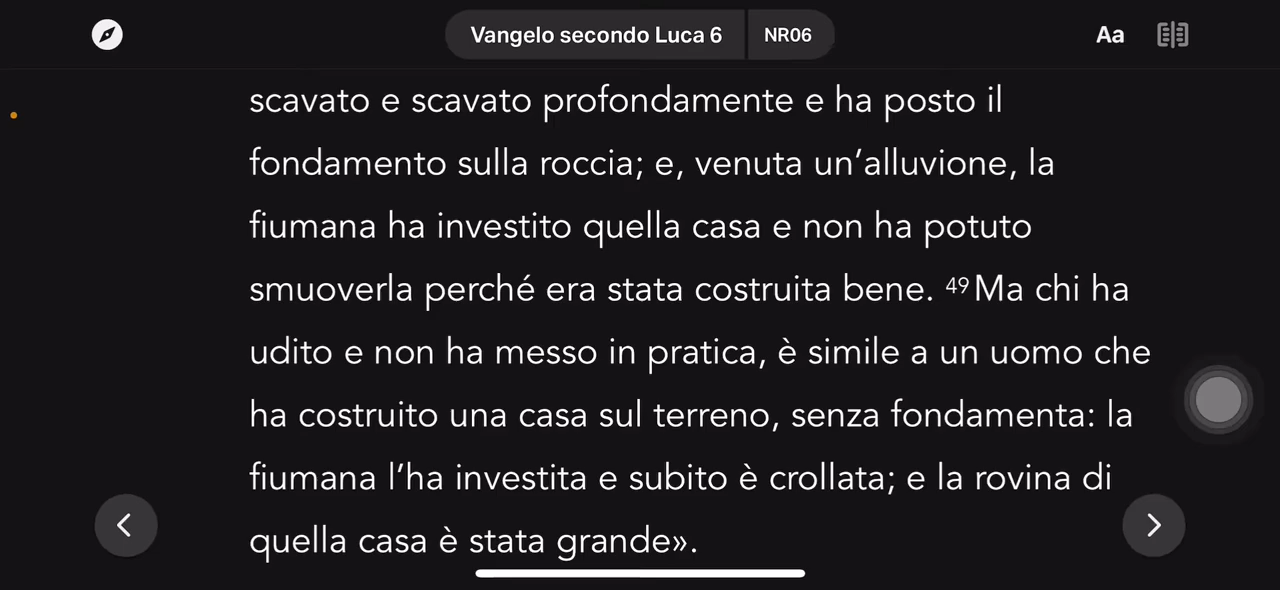 Vangelo secondo Luca 6 NR06 Aa
scavato e scavato profondamente e ha posto il
fondamento sulla roccia; e, venuta un’alluvione, la
fiumana ha investito quella casa e non ha potuto
smuoverla perché era stata costruita bene. 49 Ma chi ha
udito e non ha messo in pratica, è simile a un uomo che
ha costruito una casa sul terreno, senza fondamenta: la
fiumana l’ha investita e subito è crollata; e la rovina di
quella casa è stata grande».